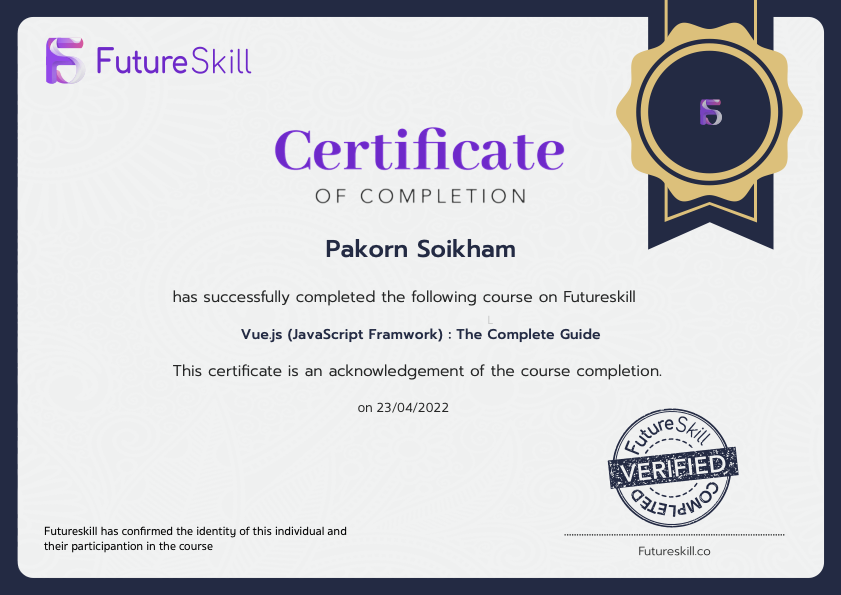 FutureSkill
Certificate
OF COMPLETION
Pakorn Soikham
has successfully completed the following course on Futureskill
L
Vue.js (JavaScript Framwork) : The Complete Guide
This certificate is an acknowledgement of the course completion.
on 23/04/2022
FutureSkill
VERIFIED
COMPLETED
Futureskill has confirmed the identity of this individual and
their participantion in the course
Futureskill.co